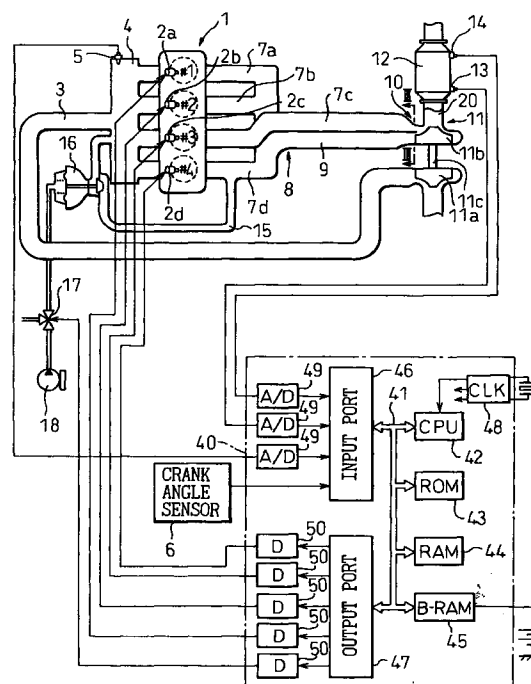 1
14
2a
4
5
2b
7a
12
7b
13
3
#1
2c
7c
10
20
11
#2
16
#3
11b
9
#4
8
11c
7d
11a
2d
15
17
46
49
41
A/D
CLK
49
18
A/D
INPUT PORT
CPU
48
49
42
40
A/D
CRANK
ANGLE
SENSOR
ROM
43
6
50
D
50
RAM
44
D
50
D
OUTPUT PORT
50
B-RAM
D
50
45
D
47